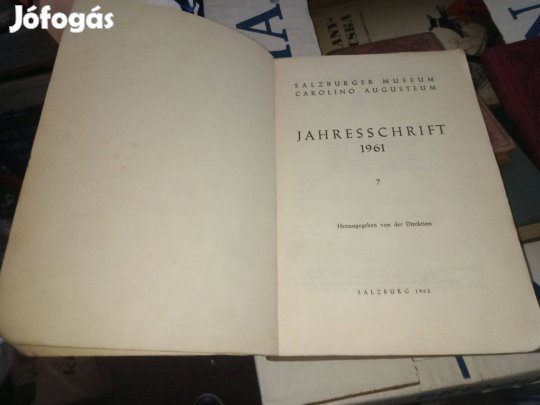 Jófogás
SALZBURGER MUSEUM
CAROLINO AUGUSTEUM
JAHRESSCHRIFT
1961
7
Herausgegeben von der Direktion
SALZBURG 1962